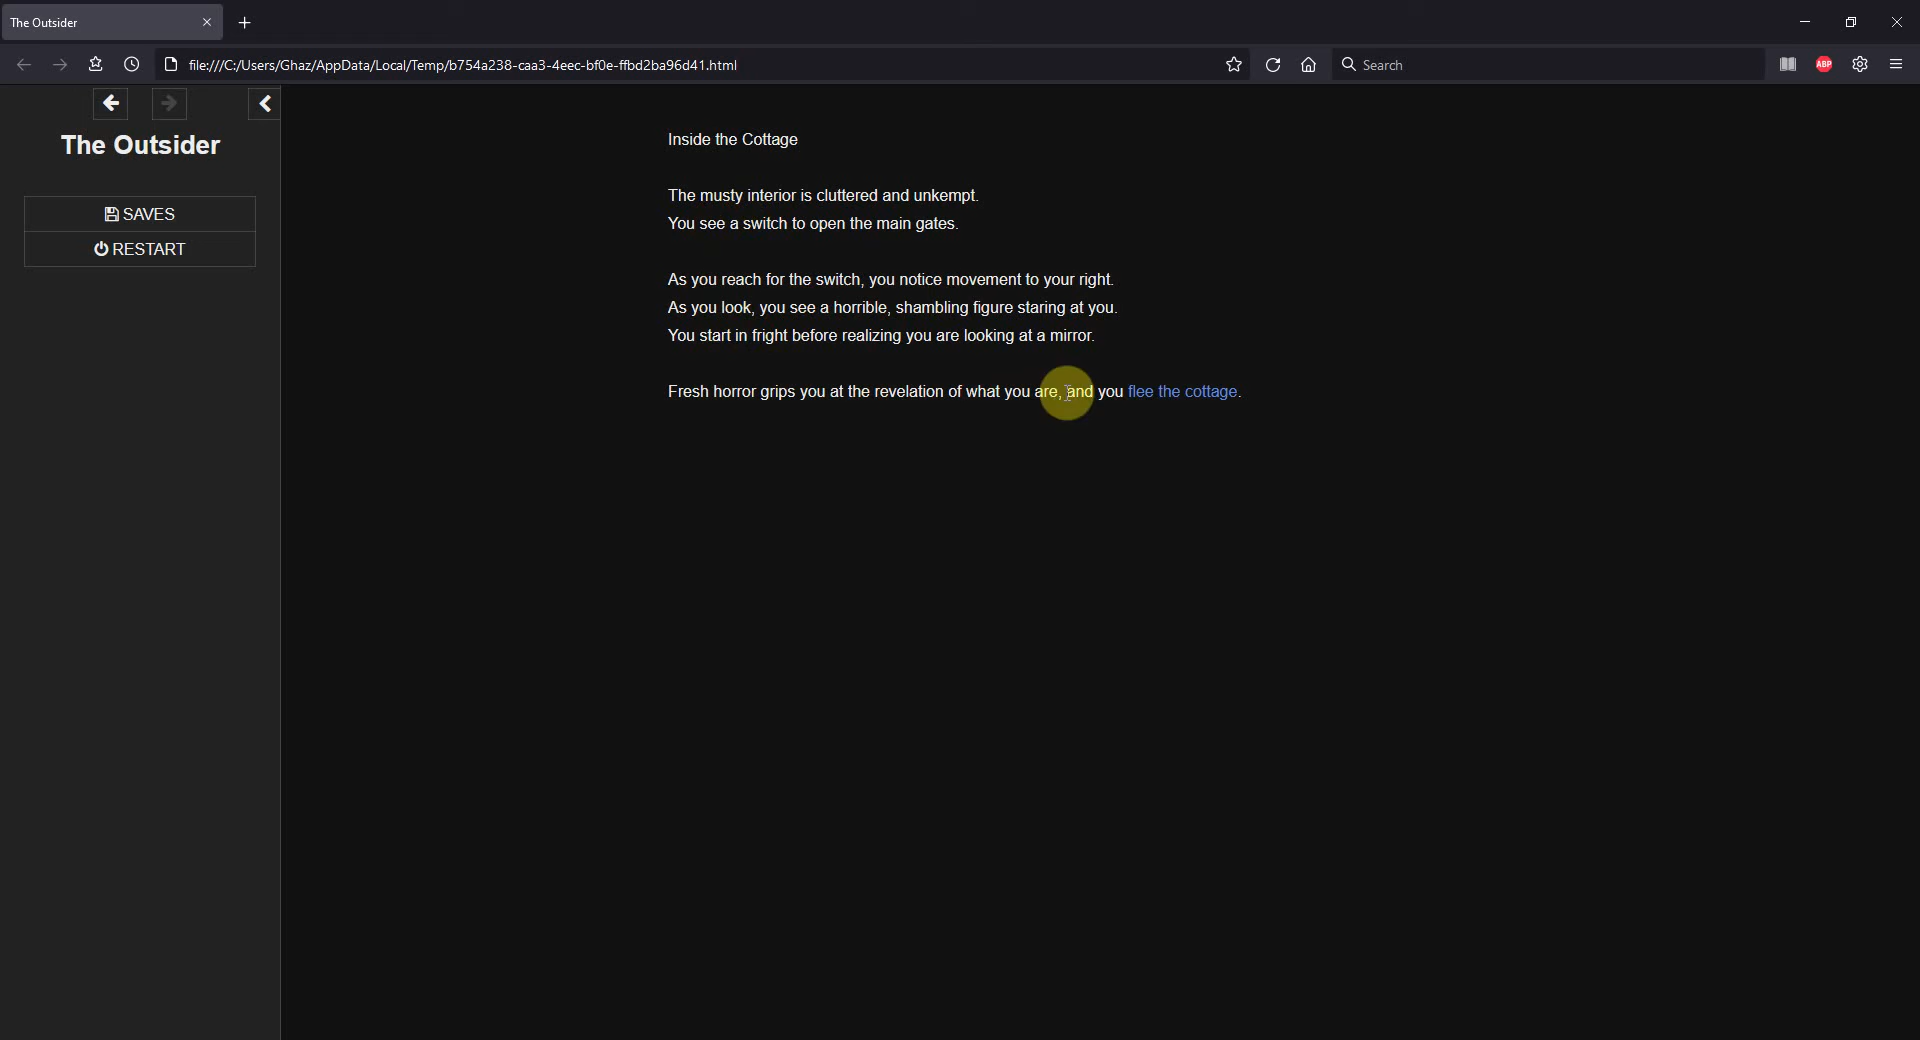 The Outsider
file:///C:/Users/Ghaz/AppData/Local/Temp/b754a238-caa3-4eec-bf0e-ffbd2ba96d41.html
Search
ABP
The Outsider
SAVES
RESTART
Inside the Cottage
The musty interior is cluttered and unkempt.
You see a switch to open the main gates.
As you reach for the switch, you notice movement to your right.
As you look, you see a horrible, shambling figure staring at you.
You start in fright before realizing you are looking at a mirror.
Fresh horror grips you at the revelation of what you are, and you flee the cottage.